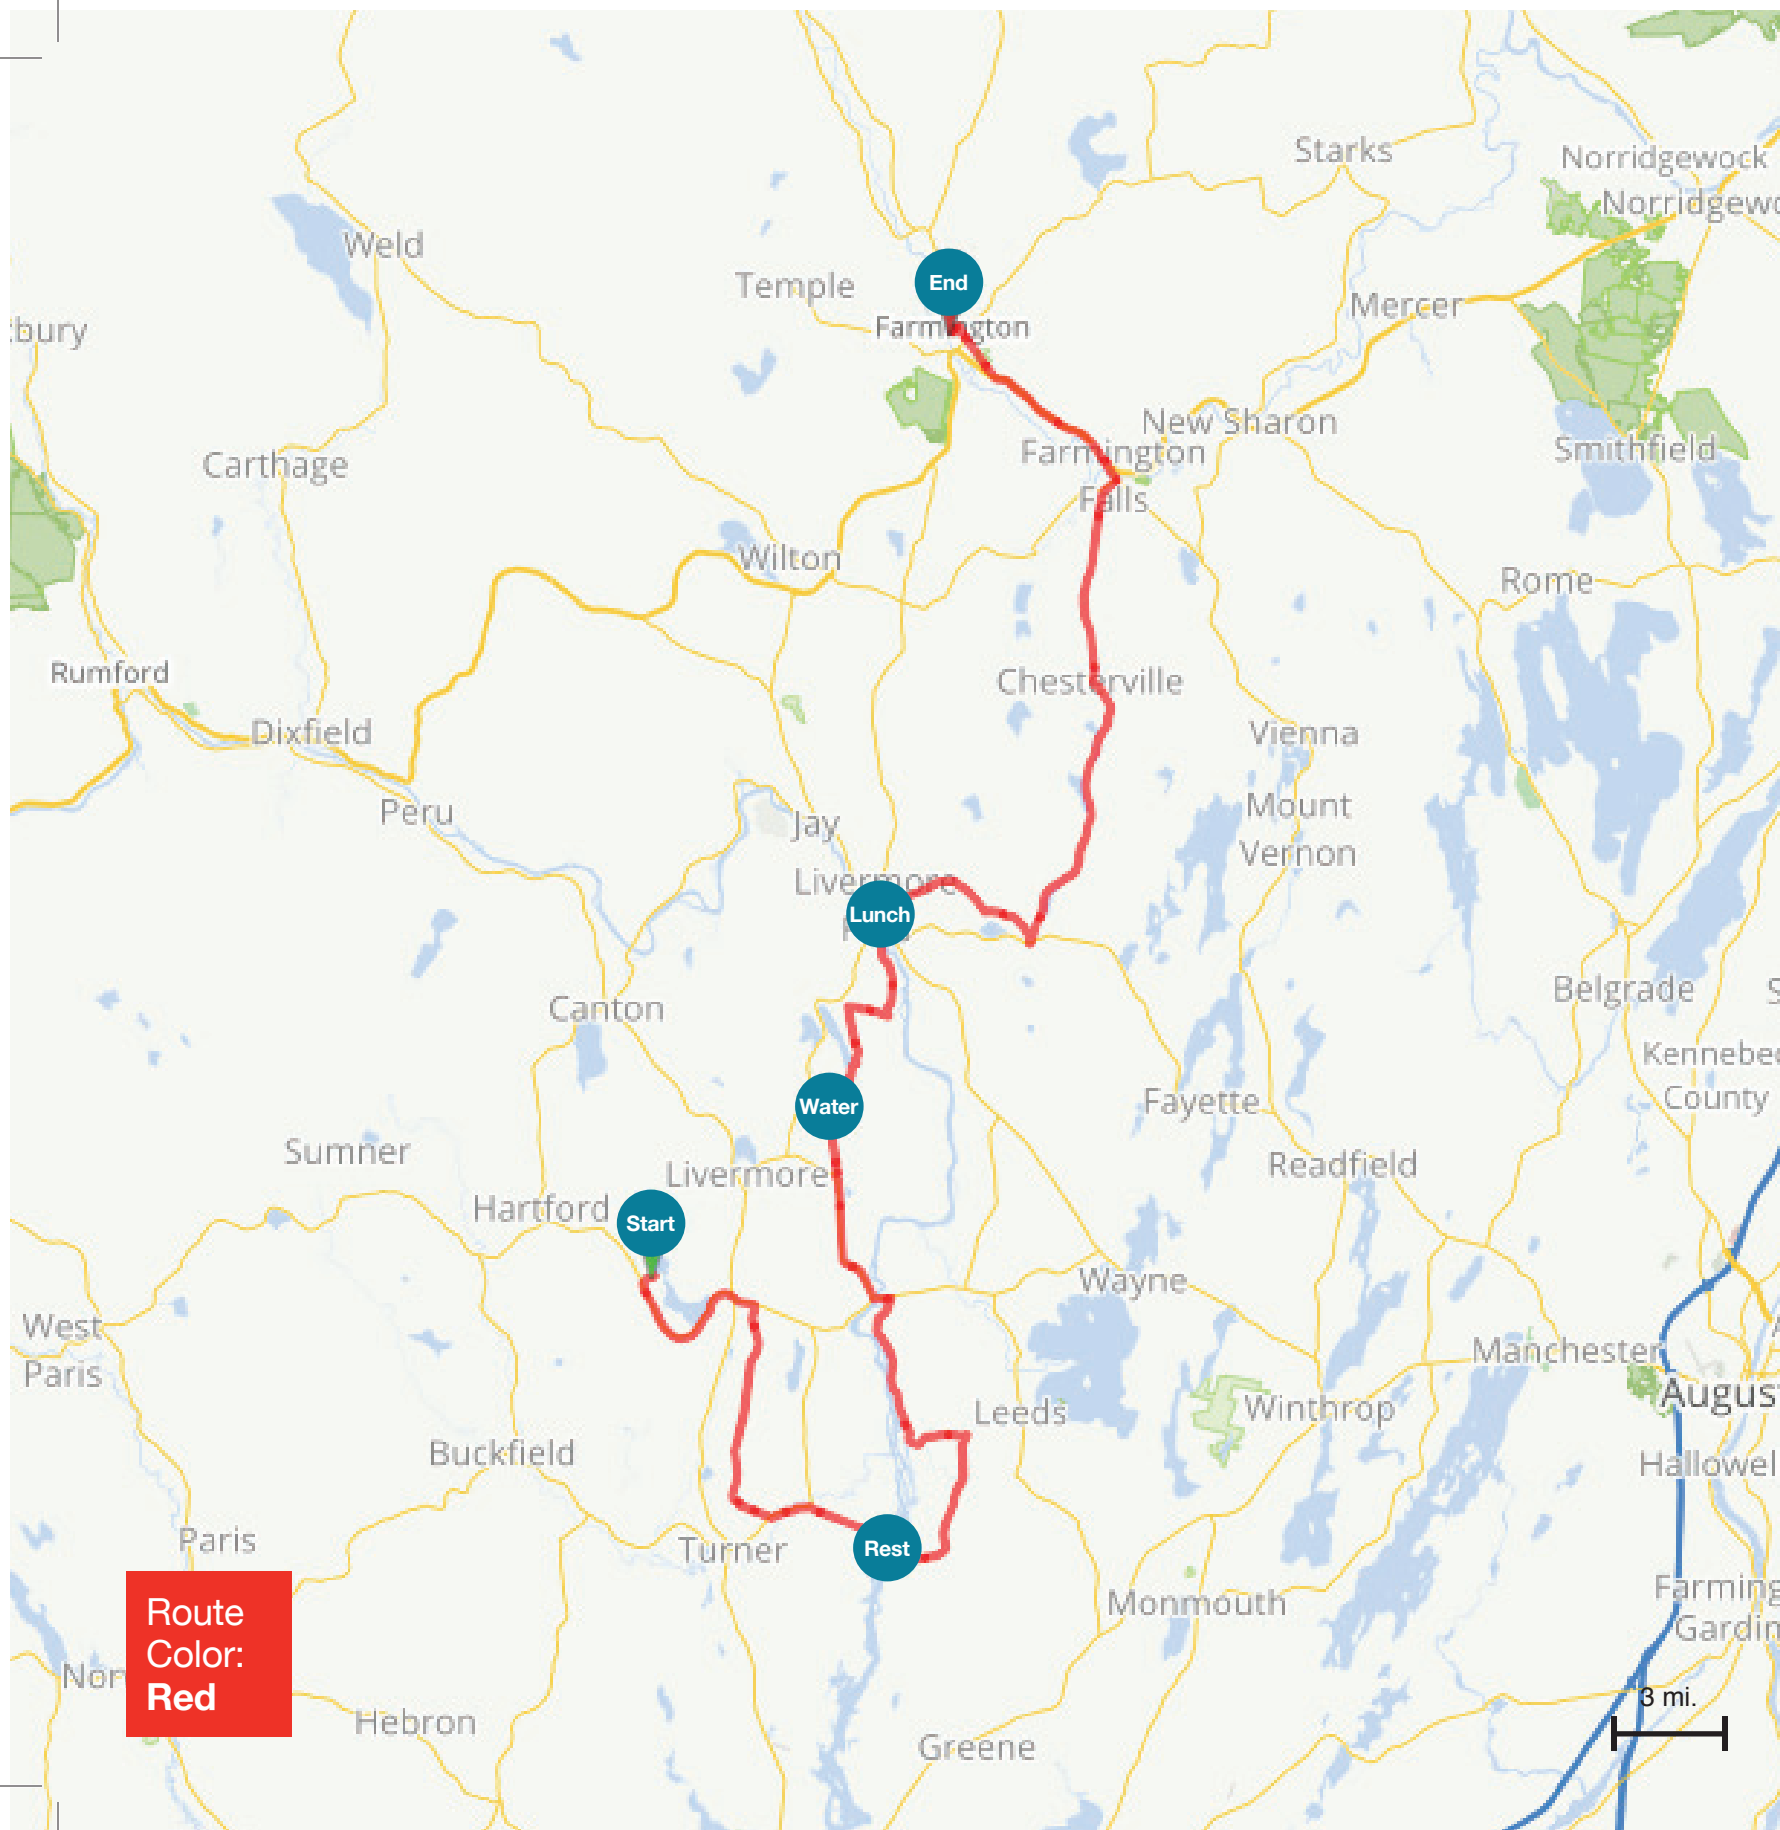 Starks
Norridgewock
Norridgewo
Weld
End
Temple
Mercer
Farmington
bury
New Sharon
Farmington
Falls
Smithfield
Carthage
Wilton
Rome
Rumford
Chesterville
Dixfield
Vienna
Peru
Jay
Mount
Vernon
Livermore
Lunch
Belgrade
Canton
Kennebec
County
Fayette
Water
Sumner
Livermore
Readfield
Hartford
Start
Wayne
West
Paris
Manchester
Augus
Leeds
Winthrop
Buckfield
Hallowel
Paris
Turner
Rest
Farming
Gardin
Monmouth
Route
Color:
Red
Nor
3 mi.
Hebron
Greene